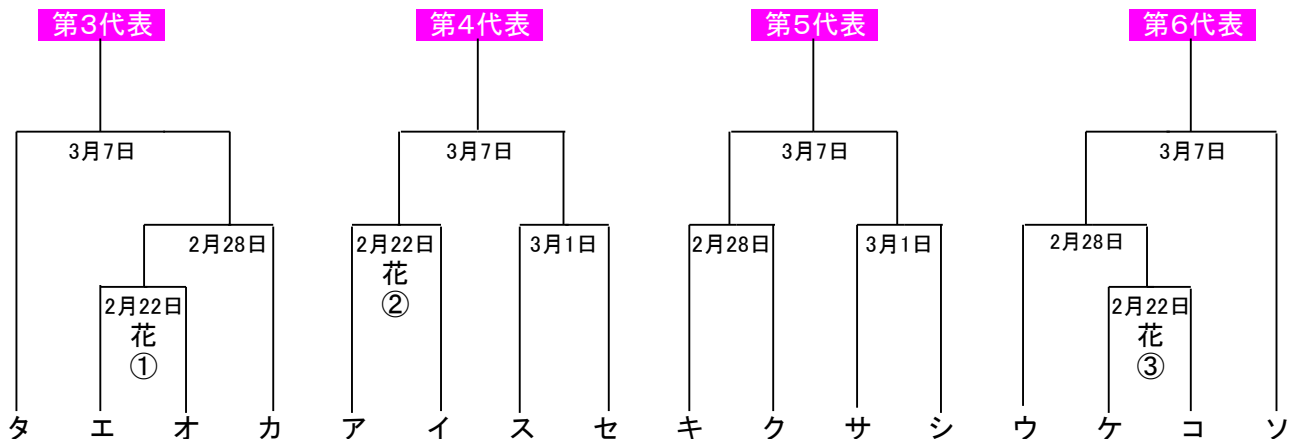 第3代表 第4代表 第5代表 第6代表
3月7日 3月7日 3月7日 3月7日
2月28日 2月22日 3月1日 2月28日 3月1日 2月28日
花
②
2月22日 2月22日
花 花
① ③
タ エ オ カ ア イ ス セ キ ク サ シ ウ ケ コ ソ